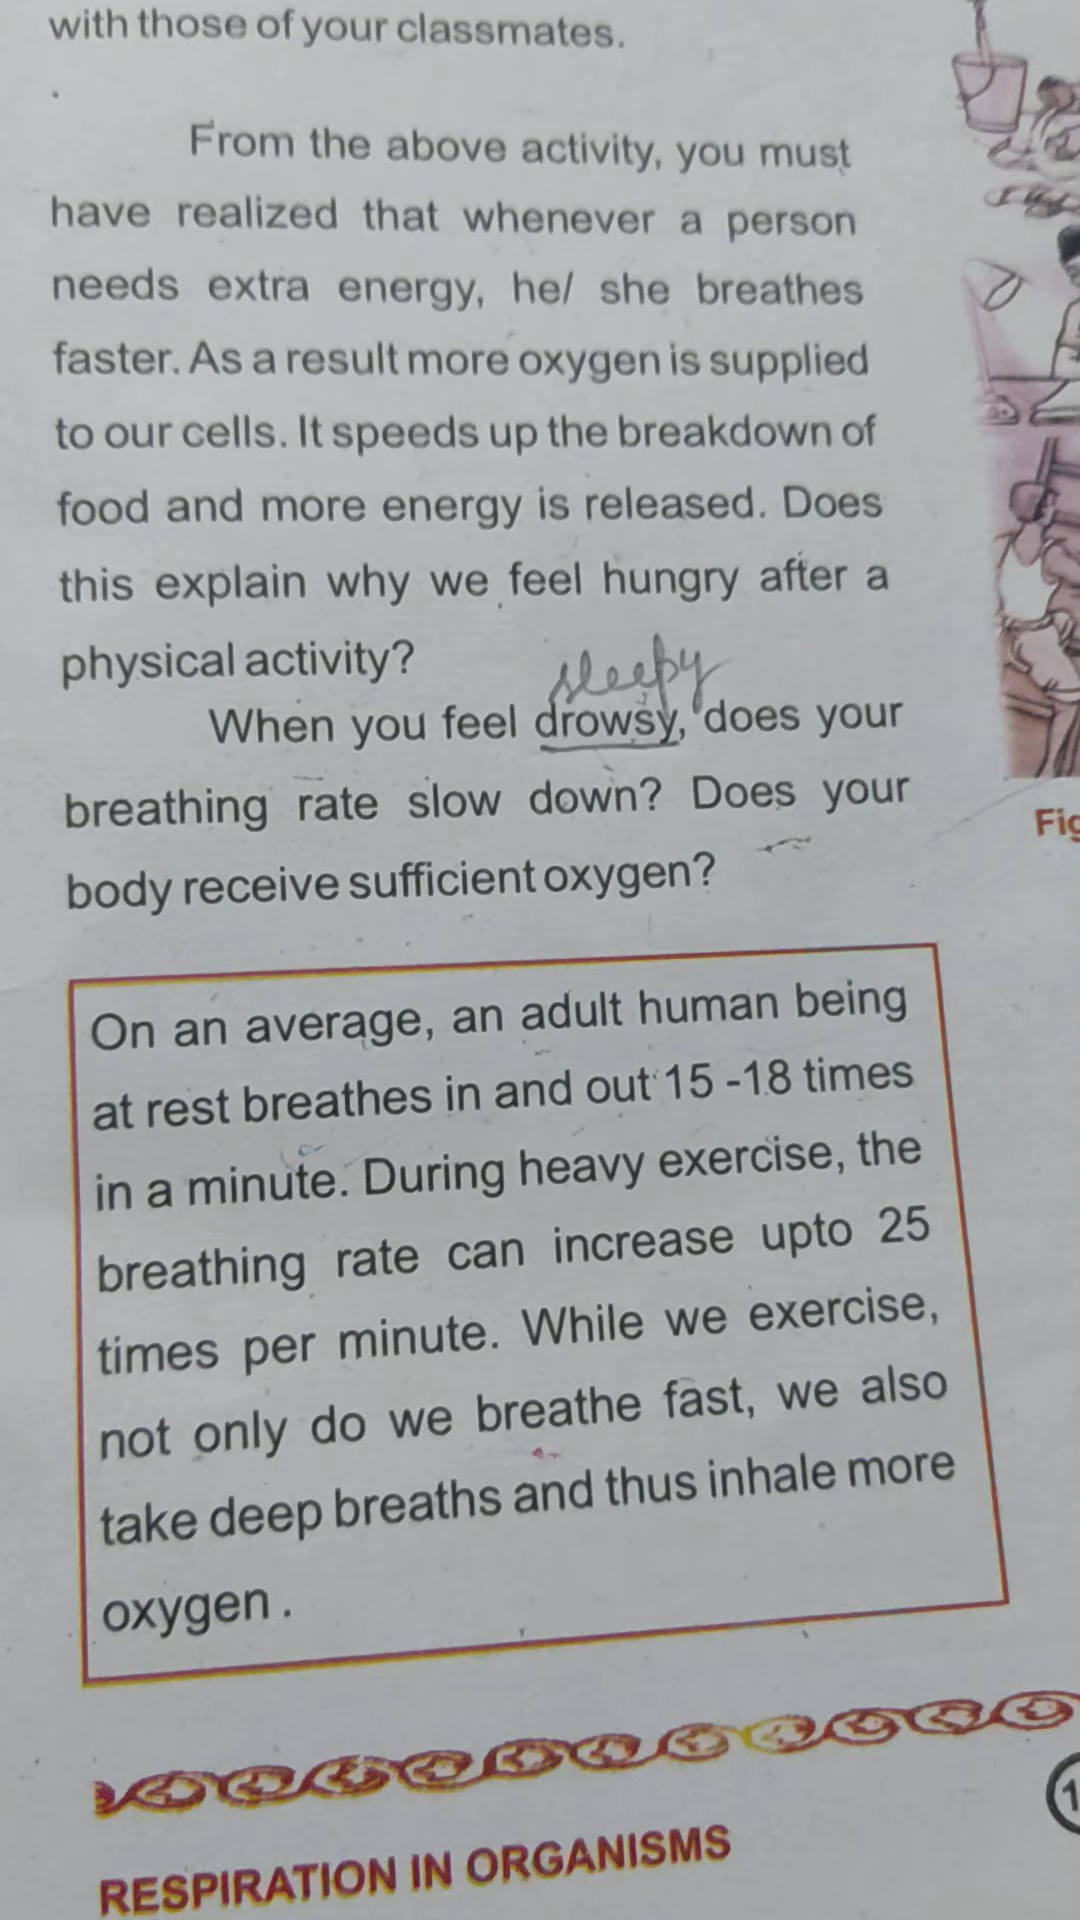 with those of your classmates.
From the above activity, you must
have realized that whenever a person
needs extra energy, he/ she breathes
faster. As a result more oxygen is supplied
to our cells. It speeds up the breakdown of
food and more energy is released. Does
this explain why we feel hungry after a
physical activity?
sleepy
When you feel drowsy, does your
breathing rate slow down? Does your
body receive sufficient oxygen?
Fig
On an average, an adult human being
at rest breathes in and out 15 -18 times
in a minute. During heavy exercise, the
breathing rate can increase upto 25
times per minute. While we exercise,
not only do we breathe fast, we also
take deep breaths and thus inhale more
oxygen .
RESPIRATION IN ORGANISMS